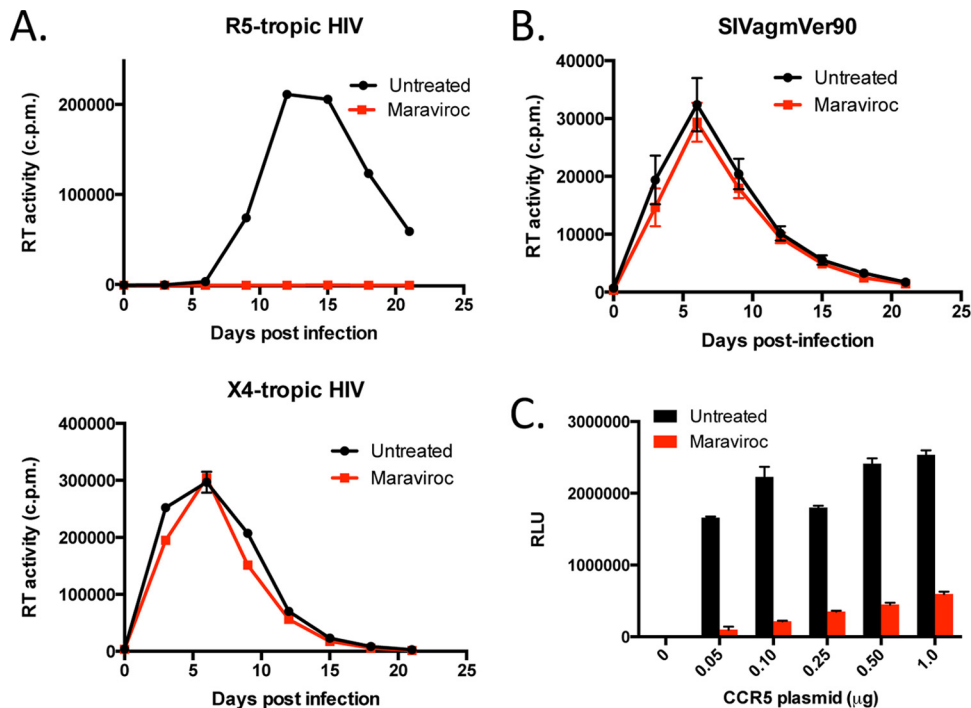 A.
R5-tropic HIV
RT activity (c.p.m.)
200000
100000
0
Untreated
Maraviroc
0 5 10 15 20 25
Days post infection
X4-tropic HIV
RT activity (c.p.m.)
400000
300000
200000
100000
0
Untreated
Maraviroc
0 5 10 15 20 25
Days post infection
B.
SIVagmVer90
RT activity (c.p.m.)
40000
30000
20000
10000
0
Untreated
Maraviroc
0 5 10 15 20 25
Days post-infection
C.
Untreated
Maraviroc
RLU
3000000
2000000
1000000
0
0 0.05 0.10 0.25 0.50 1.0
CCR5 plasmid (μg)